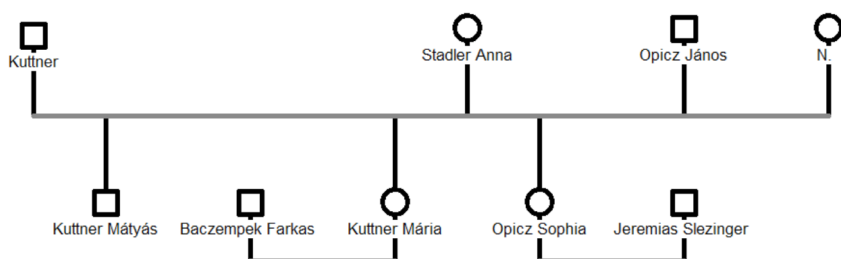 Kuttner
Stadler Anna
Opicz János
N.
Kuttner Mátyás
Baczempek Farkas
Kuttner Mária
Opicz Sophia
Jeremias Slezinger